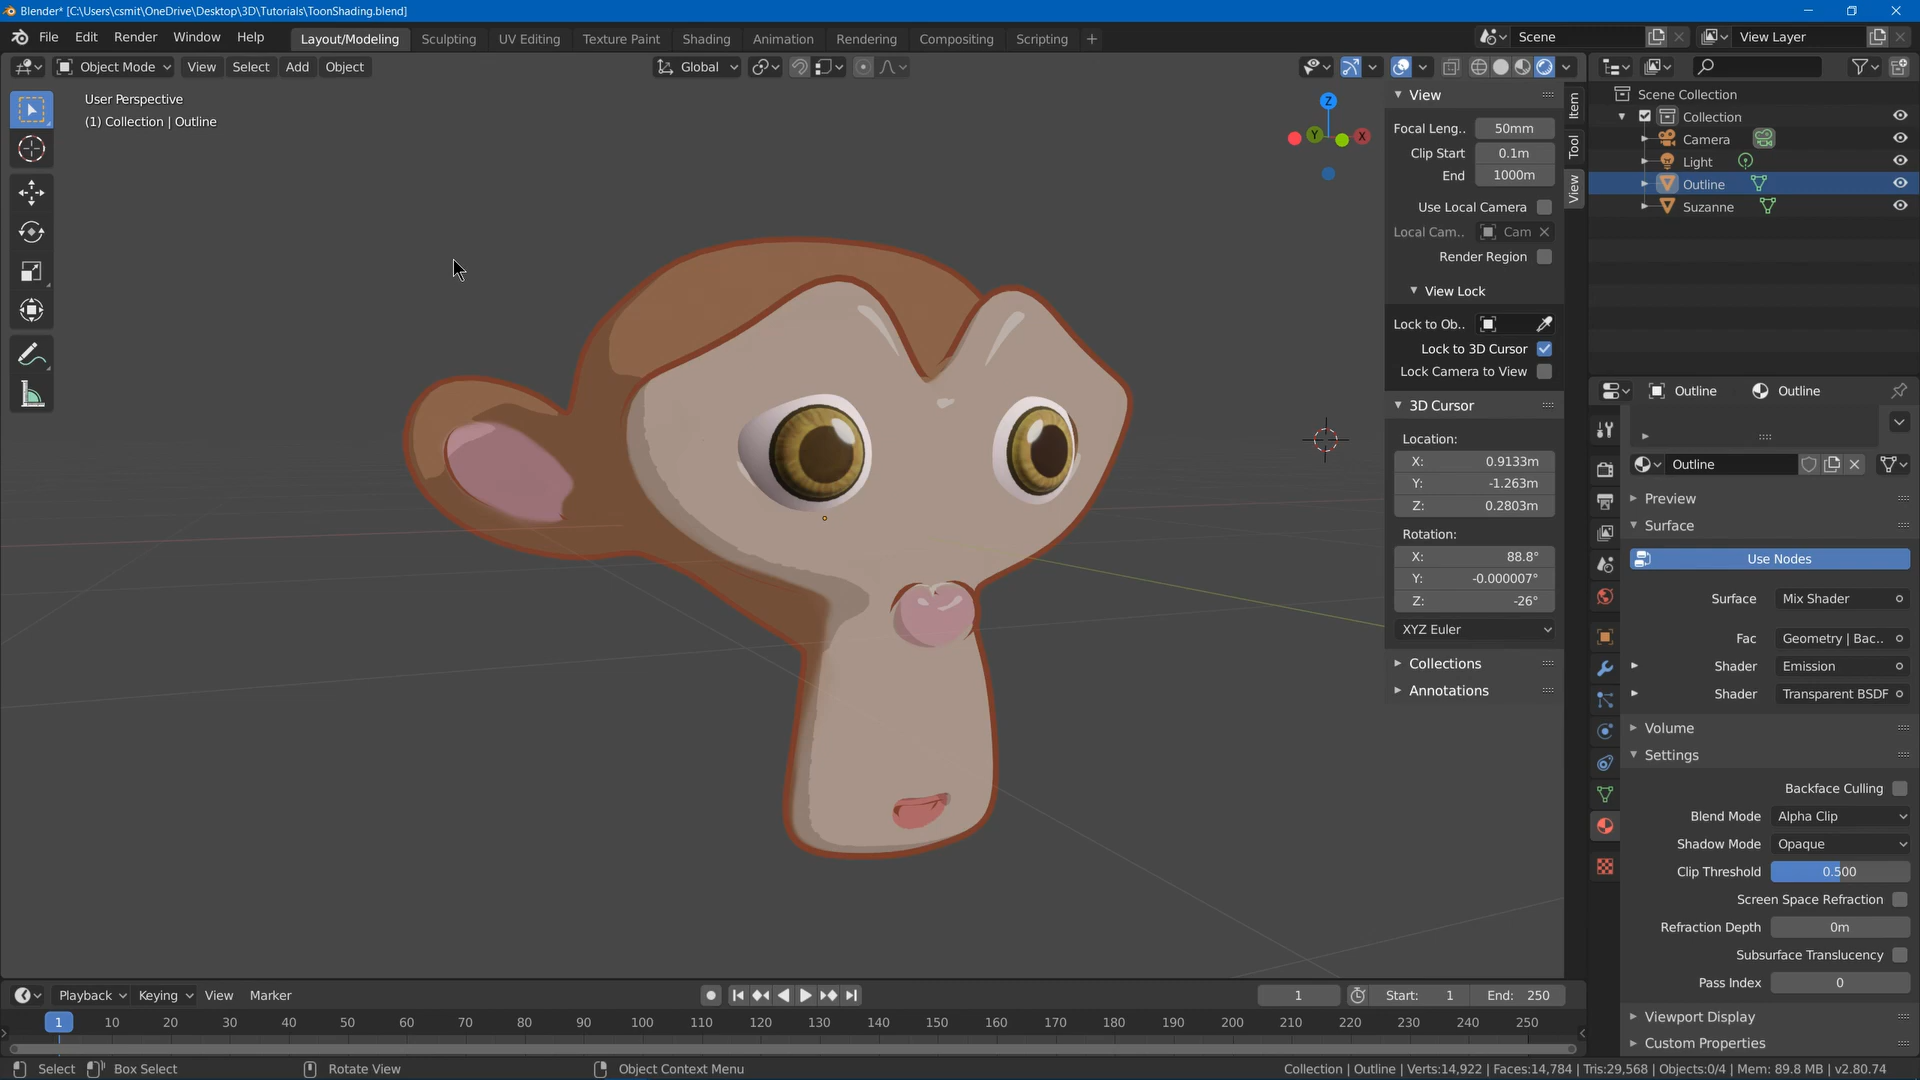 Blender* [C:\Users\csmit\OneDrive\Desktop\3D\Tutorials\ToonShading.blend]
File Edit Render Window Help Layout/Modeling Sculpting UV Editing Texture Paint Shading Animation Rendering Compositing Scripting + Scene View Layer
Object Mode View Select Add Object Global
User Perspective
(1) Collection | Outline
Z
Y
X
View
Focal Leng.. 50mm
Clip Start 0.1m
End 1000m
Use Local Camera
Local Cam.. Cam
Render Region
View Lock
Lock to Ob..
Lock to 3D Cursor
Lock Camera to View
3D Cursor
Location:
X: 0.9133m
Y: -1.263m
Z: 0.2803m
Rotation:
X: 88.8°
Y: -0.000007°
Z: -26°
XYZ Euler
Collections
Annotations
Item
Tool
View
Scene Collection
Collection
Camera
Light
Outline
Suzanne
Outline Outline
Outline
Preview
Surface
Use Nodes
Surface Mix Shader
Fac Geometry | Bac..
Shader Emission
Shader Transparent BSDF
Volume
Settings
Backface Culling
Blend Mode Alpha Clip
Shadow Mode Opaque
Clip Threshold 0.500
Screen Space Refraction
Refraction Depth 0m
Subsurface Translucency
Pass Index 0
Viewport Display
Custom Properties
Playback Keying View Marker 1 Start: 1 End: 250
1 10 20 30 40 50 60 70 80 90 100 110 120 130 140 150 160 170 180 190 200 210 220 230 240 250
Select Box Select Rotate View Object Context Menu Collection | Outline | Verts:14,922 | Faces:14,784 | Tris:29,568 | Objects:0/4 | Mem: 89.8 MB | v2.80.74